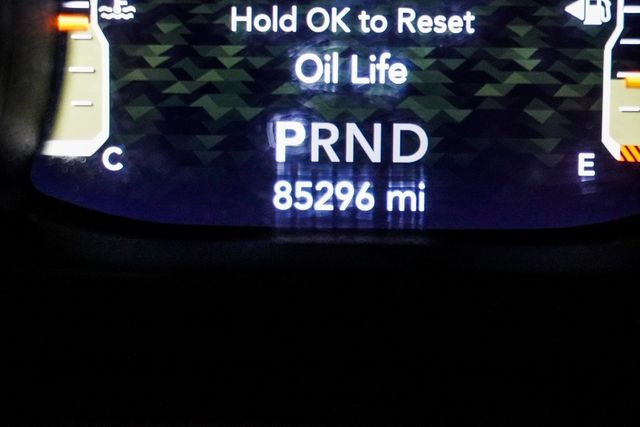 Hold OK to Reset
Oil Life
PRND
C
E
85296 mi